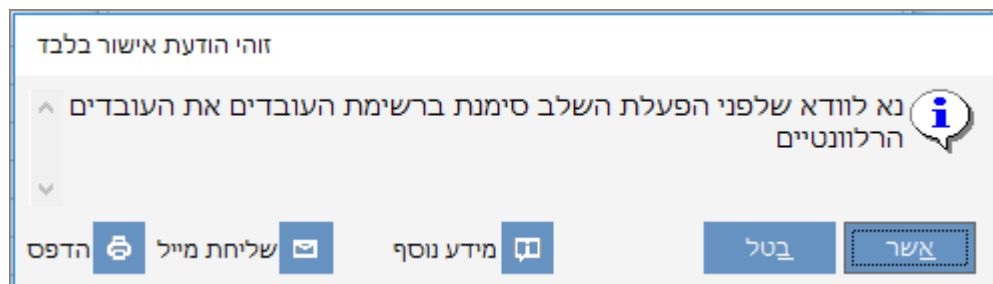 זוהי הודעת אישור בלבד
נא לוודא שלפני הפעלת השלב סימנת ברשימת העובדים את העובדים
הרלוונטיים
אשר בטל מידע נוסף שליחת מייל הדפס